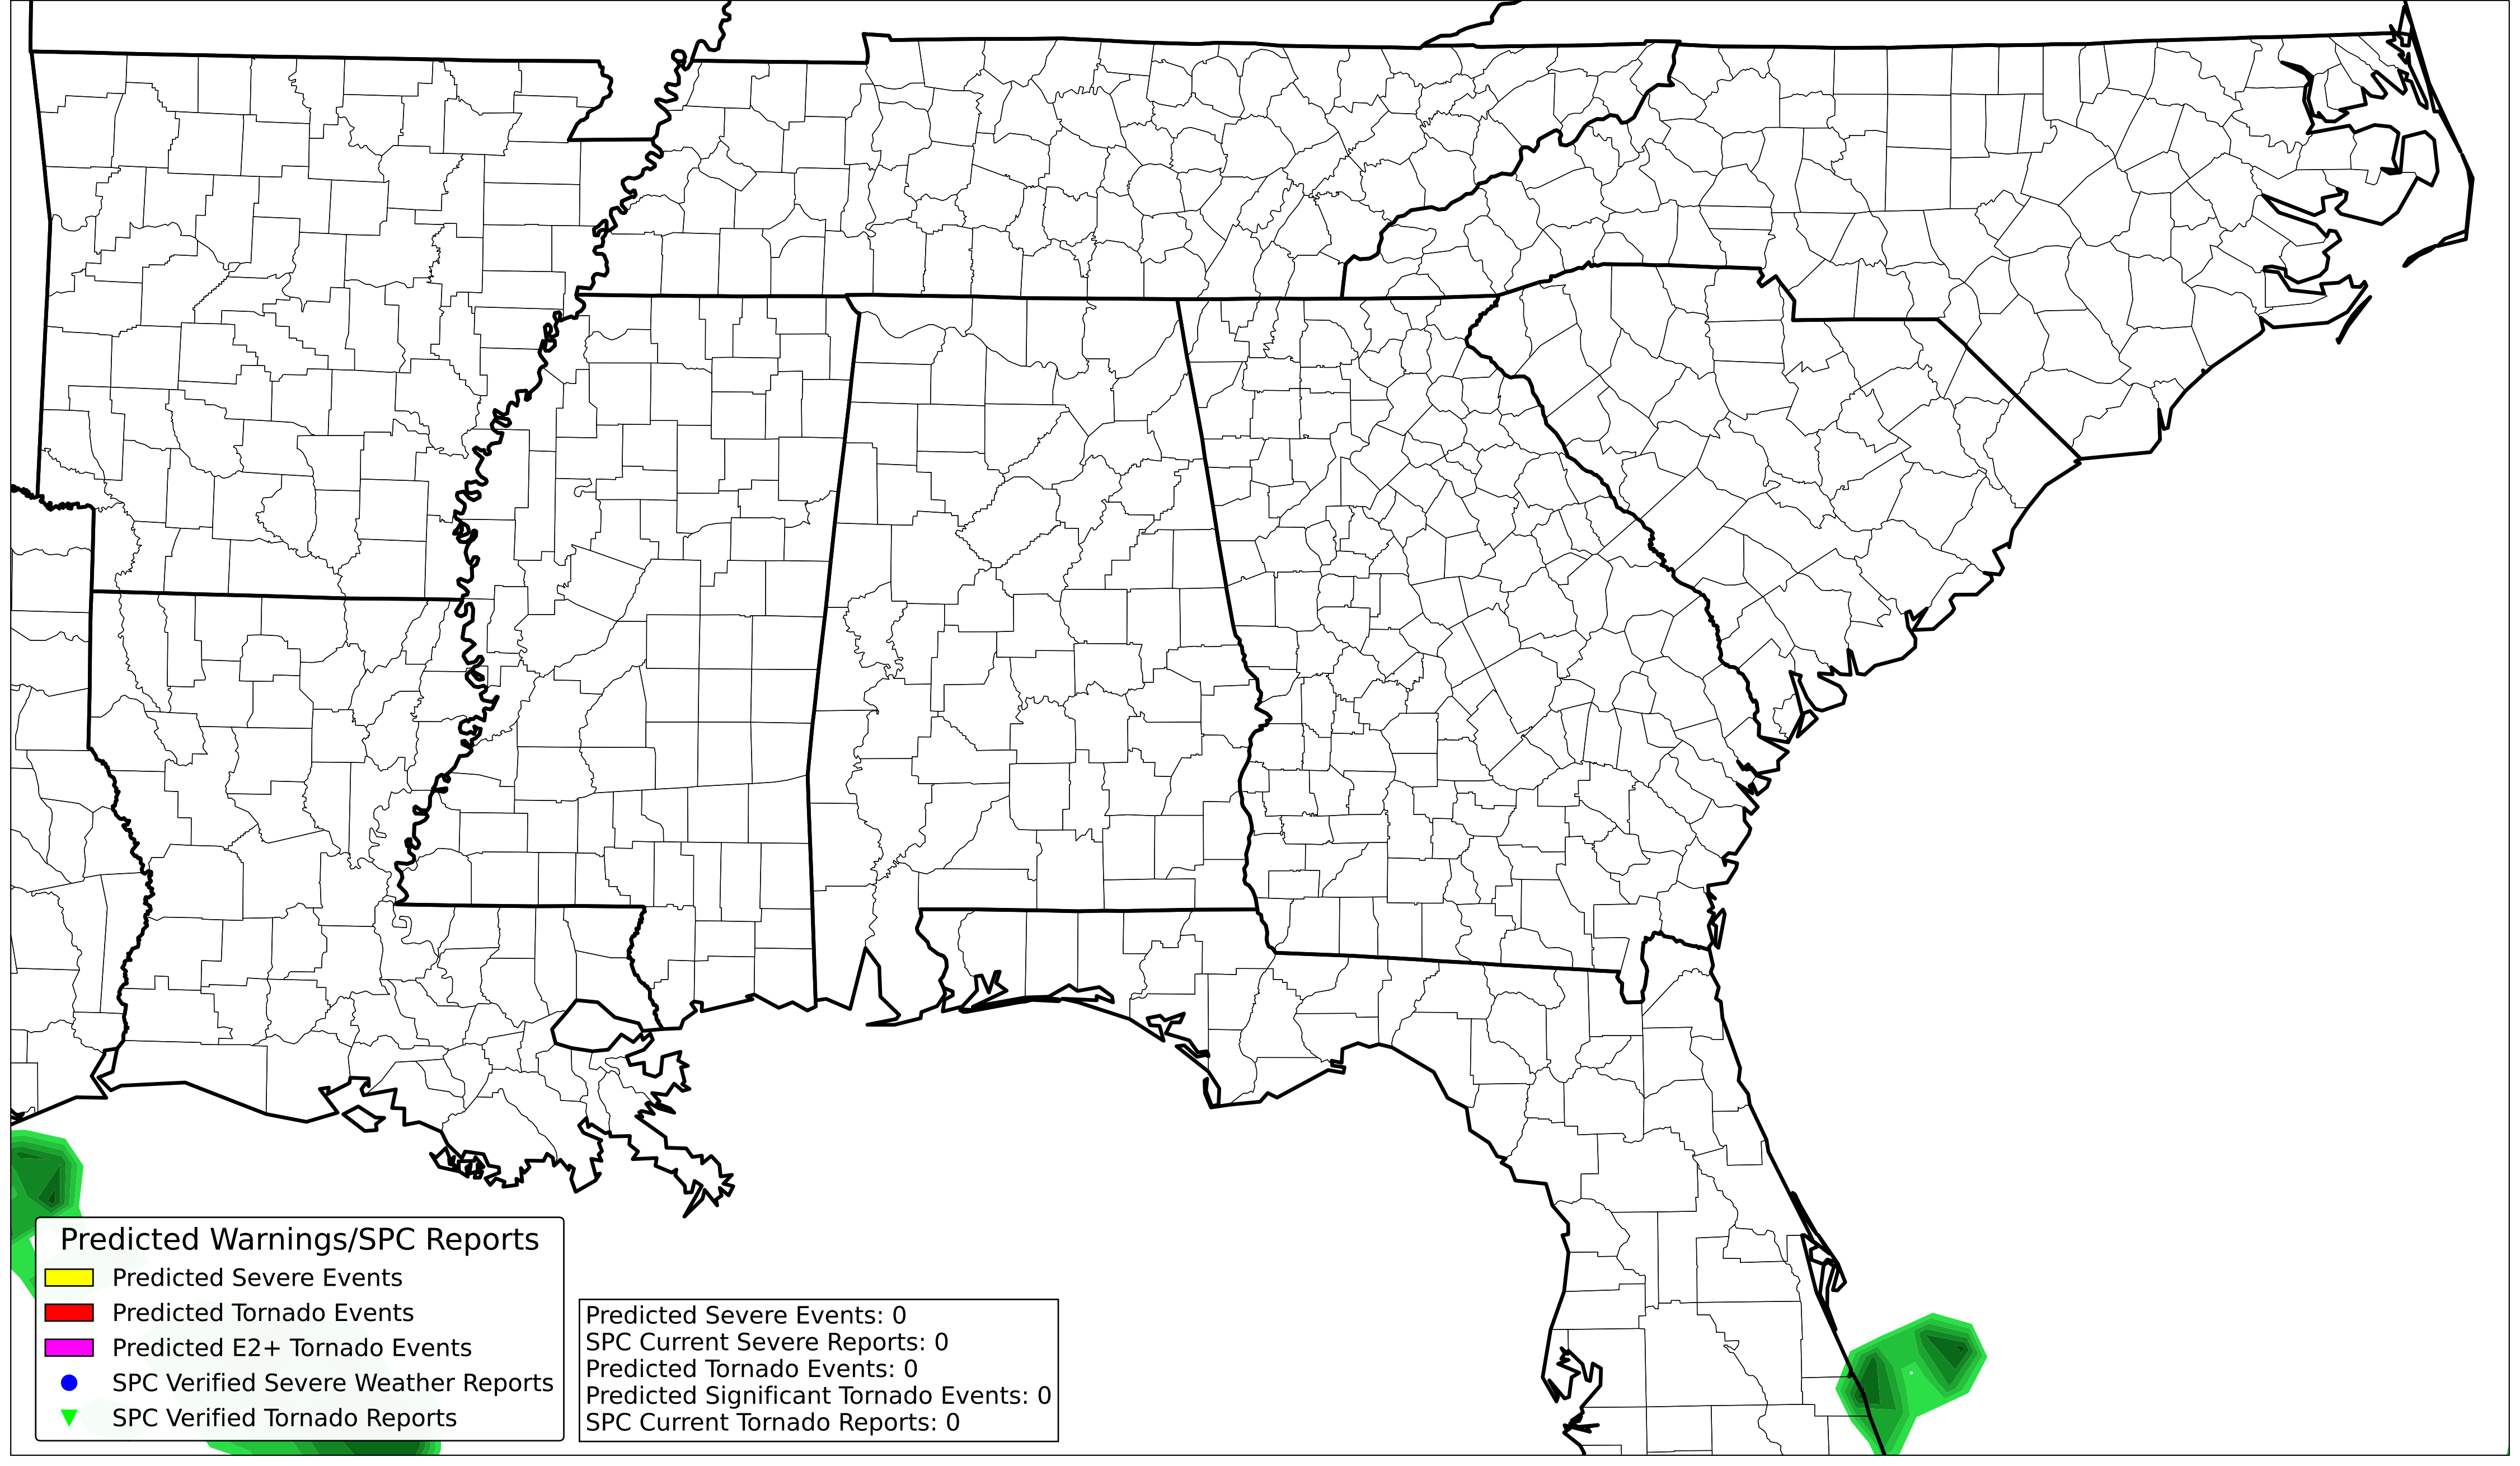 Predicted Warnings/SPC Reports
Predicted Severe Events
Predicted Tornado Events
Predicted E2+ Tornado Events
SPC Verified Severe Weather Reports
SPC Verified Tornado Reports
Predicted Severe Events: 0
SPC Current Severe Reports: 0
Predicted Tornado Events: 0
Predicted Significant Tornado Events: 0
SPC Current Tornado Reports: 0